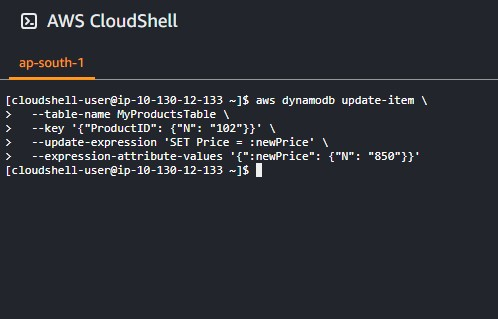 AWS CloudShell
ap-south-1
[cloudshell-user@ip-10-130-12-133 ~]$ aws dynamodb update-item \
>   --table-name MyProductsTable \
>   --key '{"ProductID": {"N": "102"}}' \
>   --update-expression 'SET Price = :newPrice' \
>   --expression-attribute-values '{":newPrice": {"N": "850"}}'
[cloudshell-user@ip-10-130-12-133 ~]$